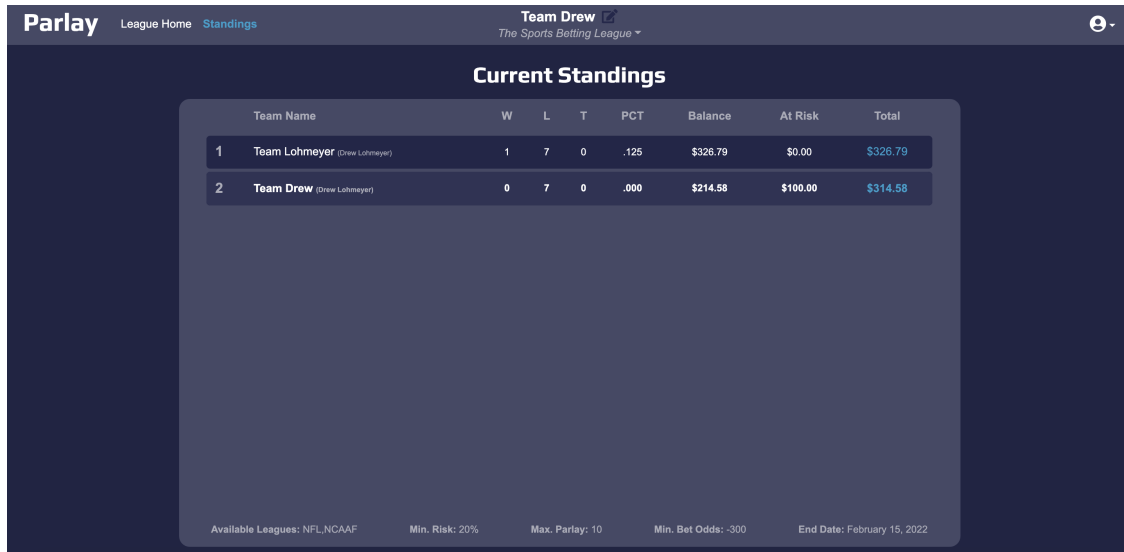 Parlay League Home Standings Team Drew
The Sports Betting League
Current Standings
Team Name W L T PCT Balance At Risk Total
1 Team Lohmeyer (Drew Lohmeyer) 1 7 0 .125 $326.79 $0.00 $326.79
2 Team Drew (Drew Lohmeyer) 0 7 0 .000 $214.58 $100.00 $314.58
Available Leagues: NFL,NCAAF Min. Risk: 20% Max. Parlay: 10 Min. Bet Odds: -300 End Date: February 15, 2022